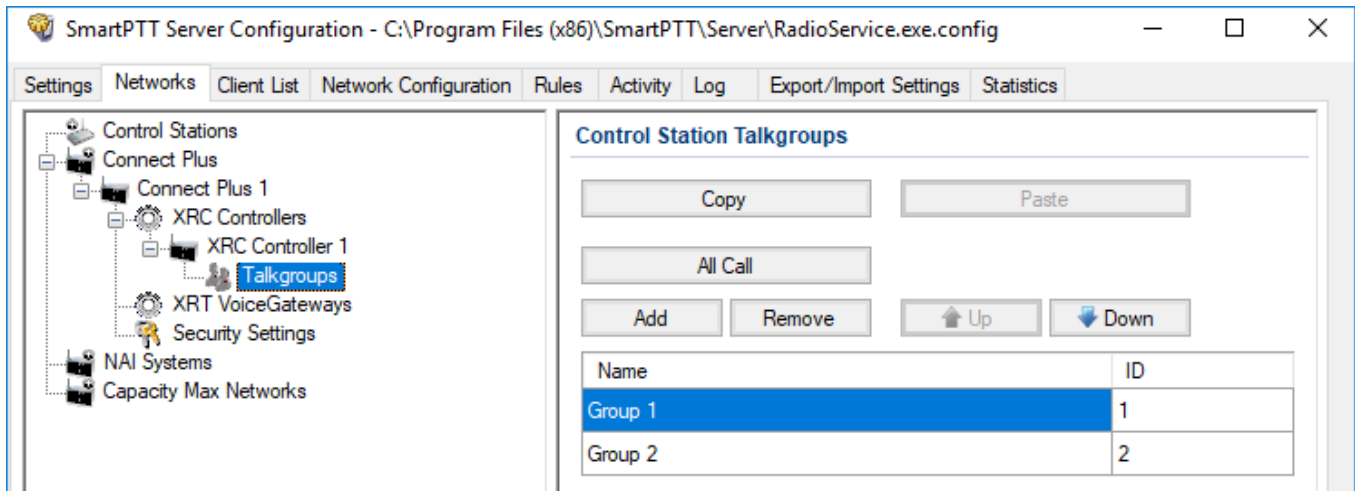 SmartPTT Server Configuration - C:\Program Files (x86)\SmartPTT\Server\RadioService.exe.config
Settings Networks Client List Network Configuration Rules Activity Log Export/Import Settings Statistics
Control Stations
Connect Plus
Connect Plus 1
XRC Controllers
XRC Controller 1
Talkgroups
XRT VoiceGateways
Security Settings
NAI Systems
Capacity Max Networks
Control Station Talkgroups
Copy Paste
All Call
Add Remove Up Down
Name ID
Group 1 1
Group 2 2